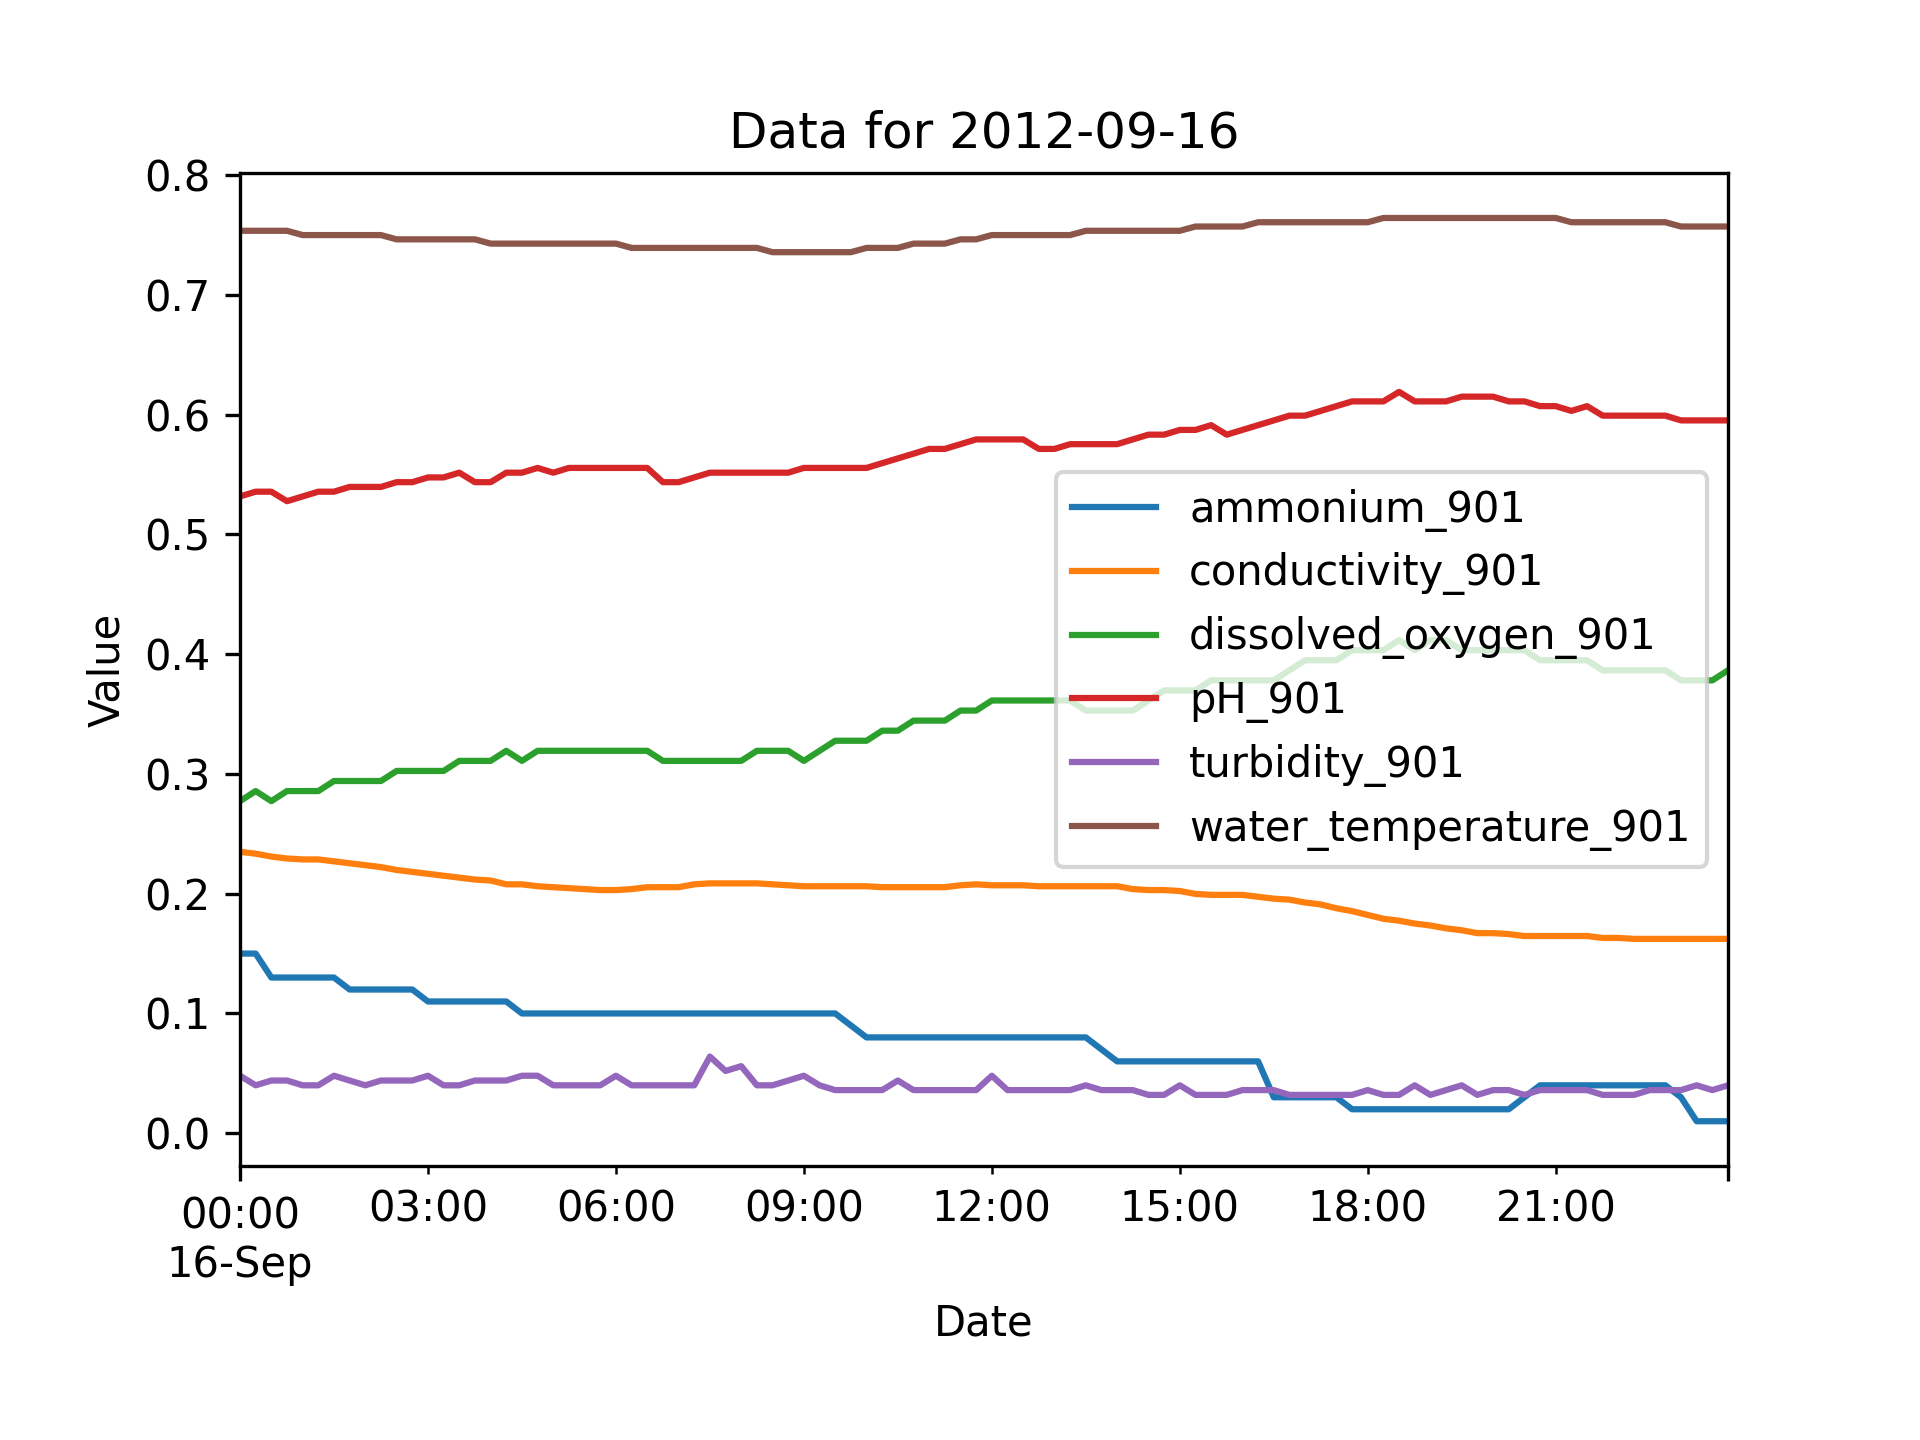 Data for 2012-09-16
0.8
0.7
0.6
0.5
0.4
0.3
0.2
0.1
0.0
Value
ammonium_901
conductivity_901
dissolved_oxygen_901
pH_901
turbidity_901
water_temperature_901
00:00 03:00 06:00 09:00 12:00 15:00 18:00 21:00
16-Sep
Date